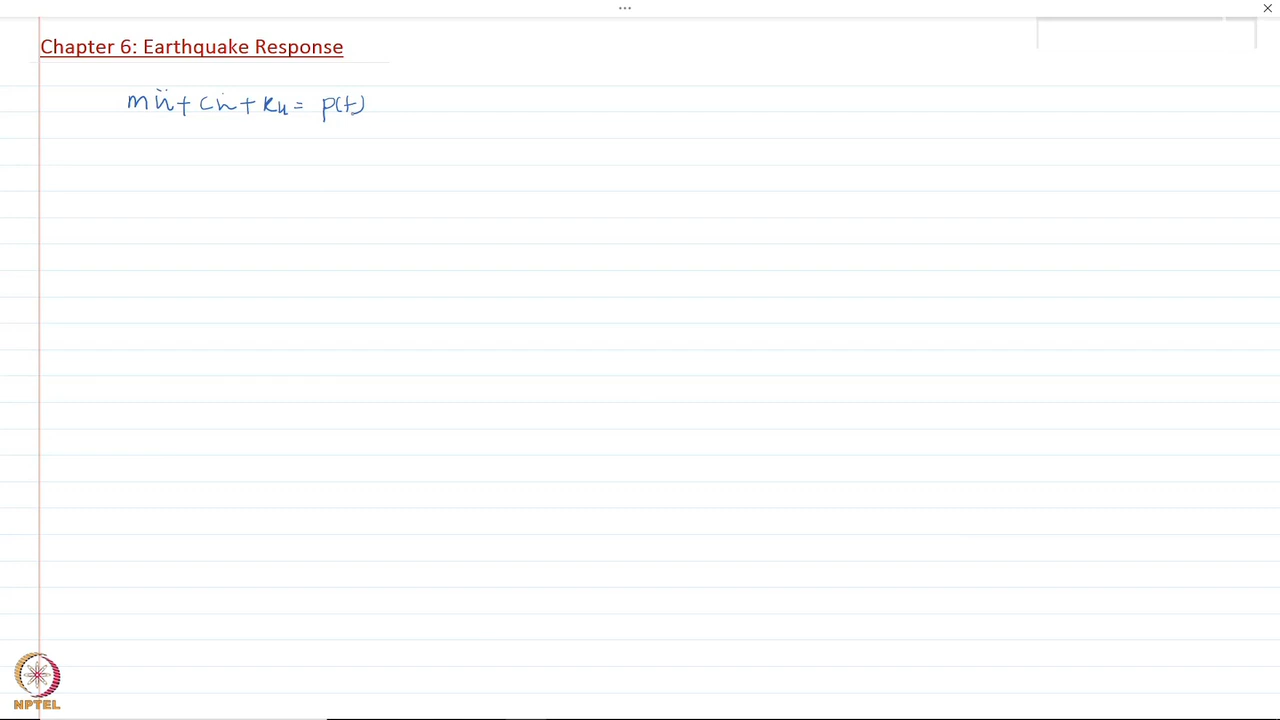 Chapter 6: Earthquake Response
mü + cu̇ + ku = p(t)
NPTEL